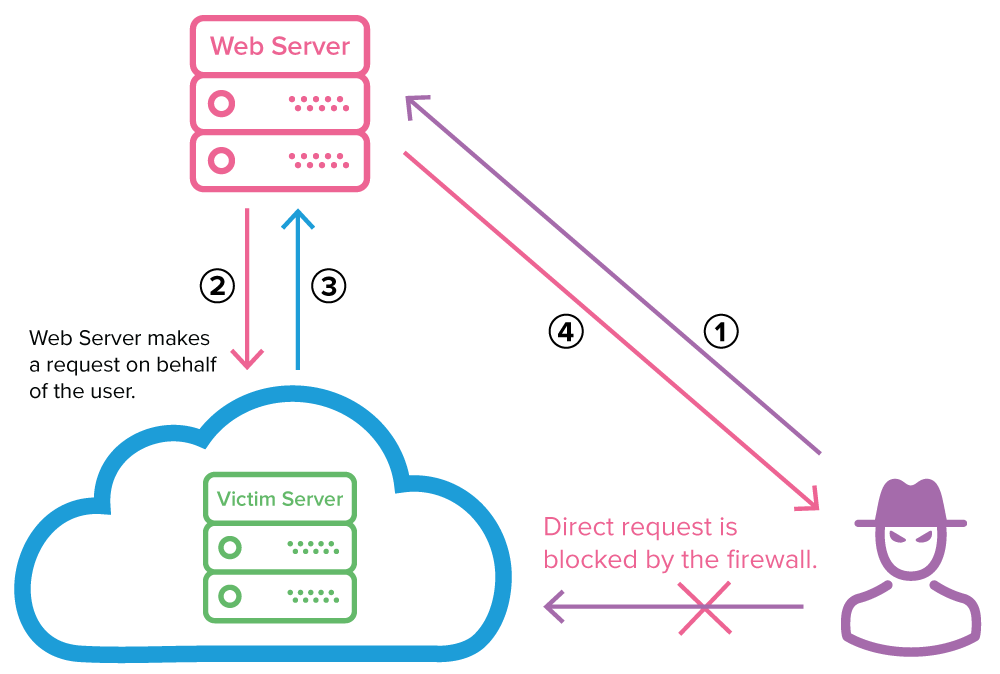 Web Server
②
③
④
①
Web Server makes
a request on behalf
of the user.
Victim Server
Direct request is
blocked by the firewall.